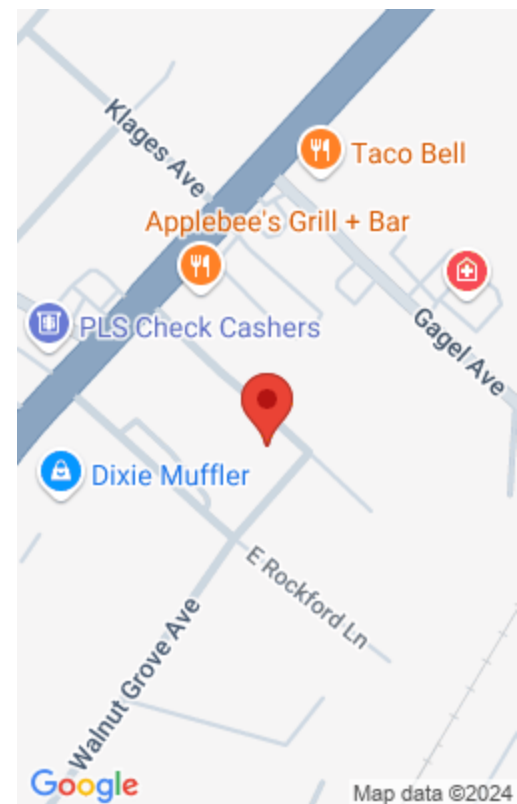 Klages Ave
Taco Bell
Applebee's Grill + Bar
PLS Check Cashers
Gagel Ave
Dixie Muffler
E Rockford Ln
Walnut Grove Ave
Google
Map data ©2024